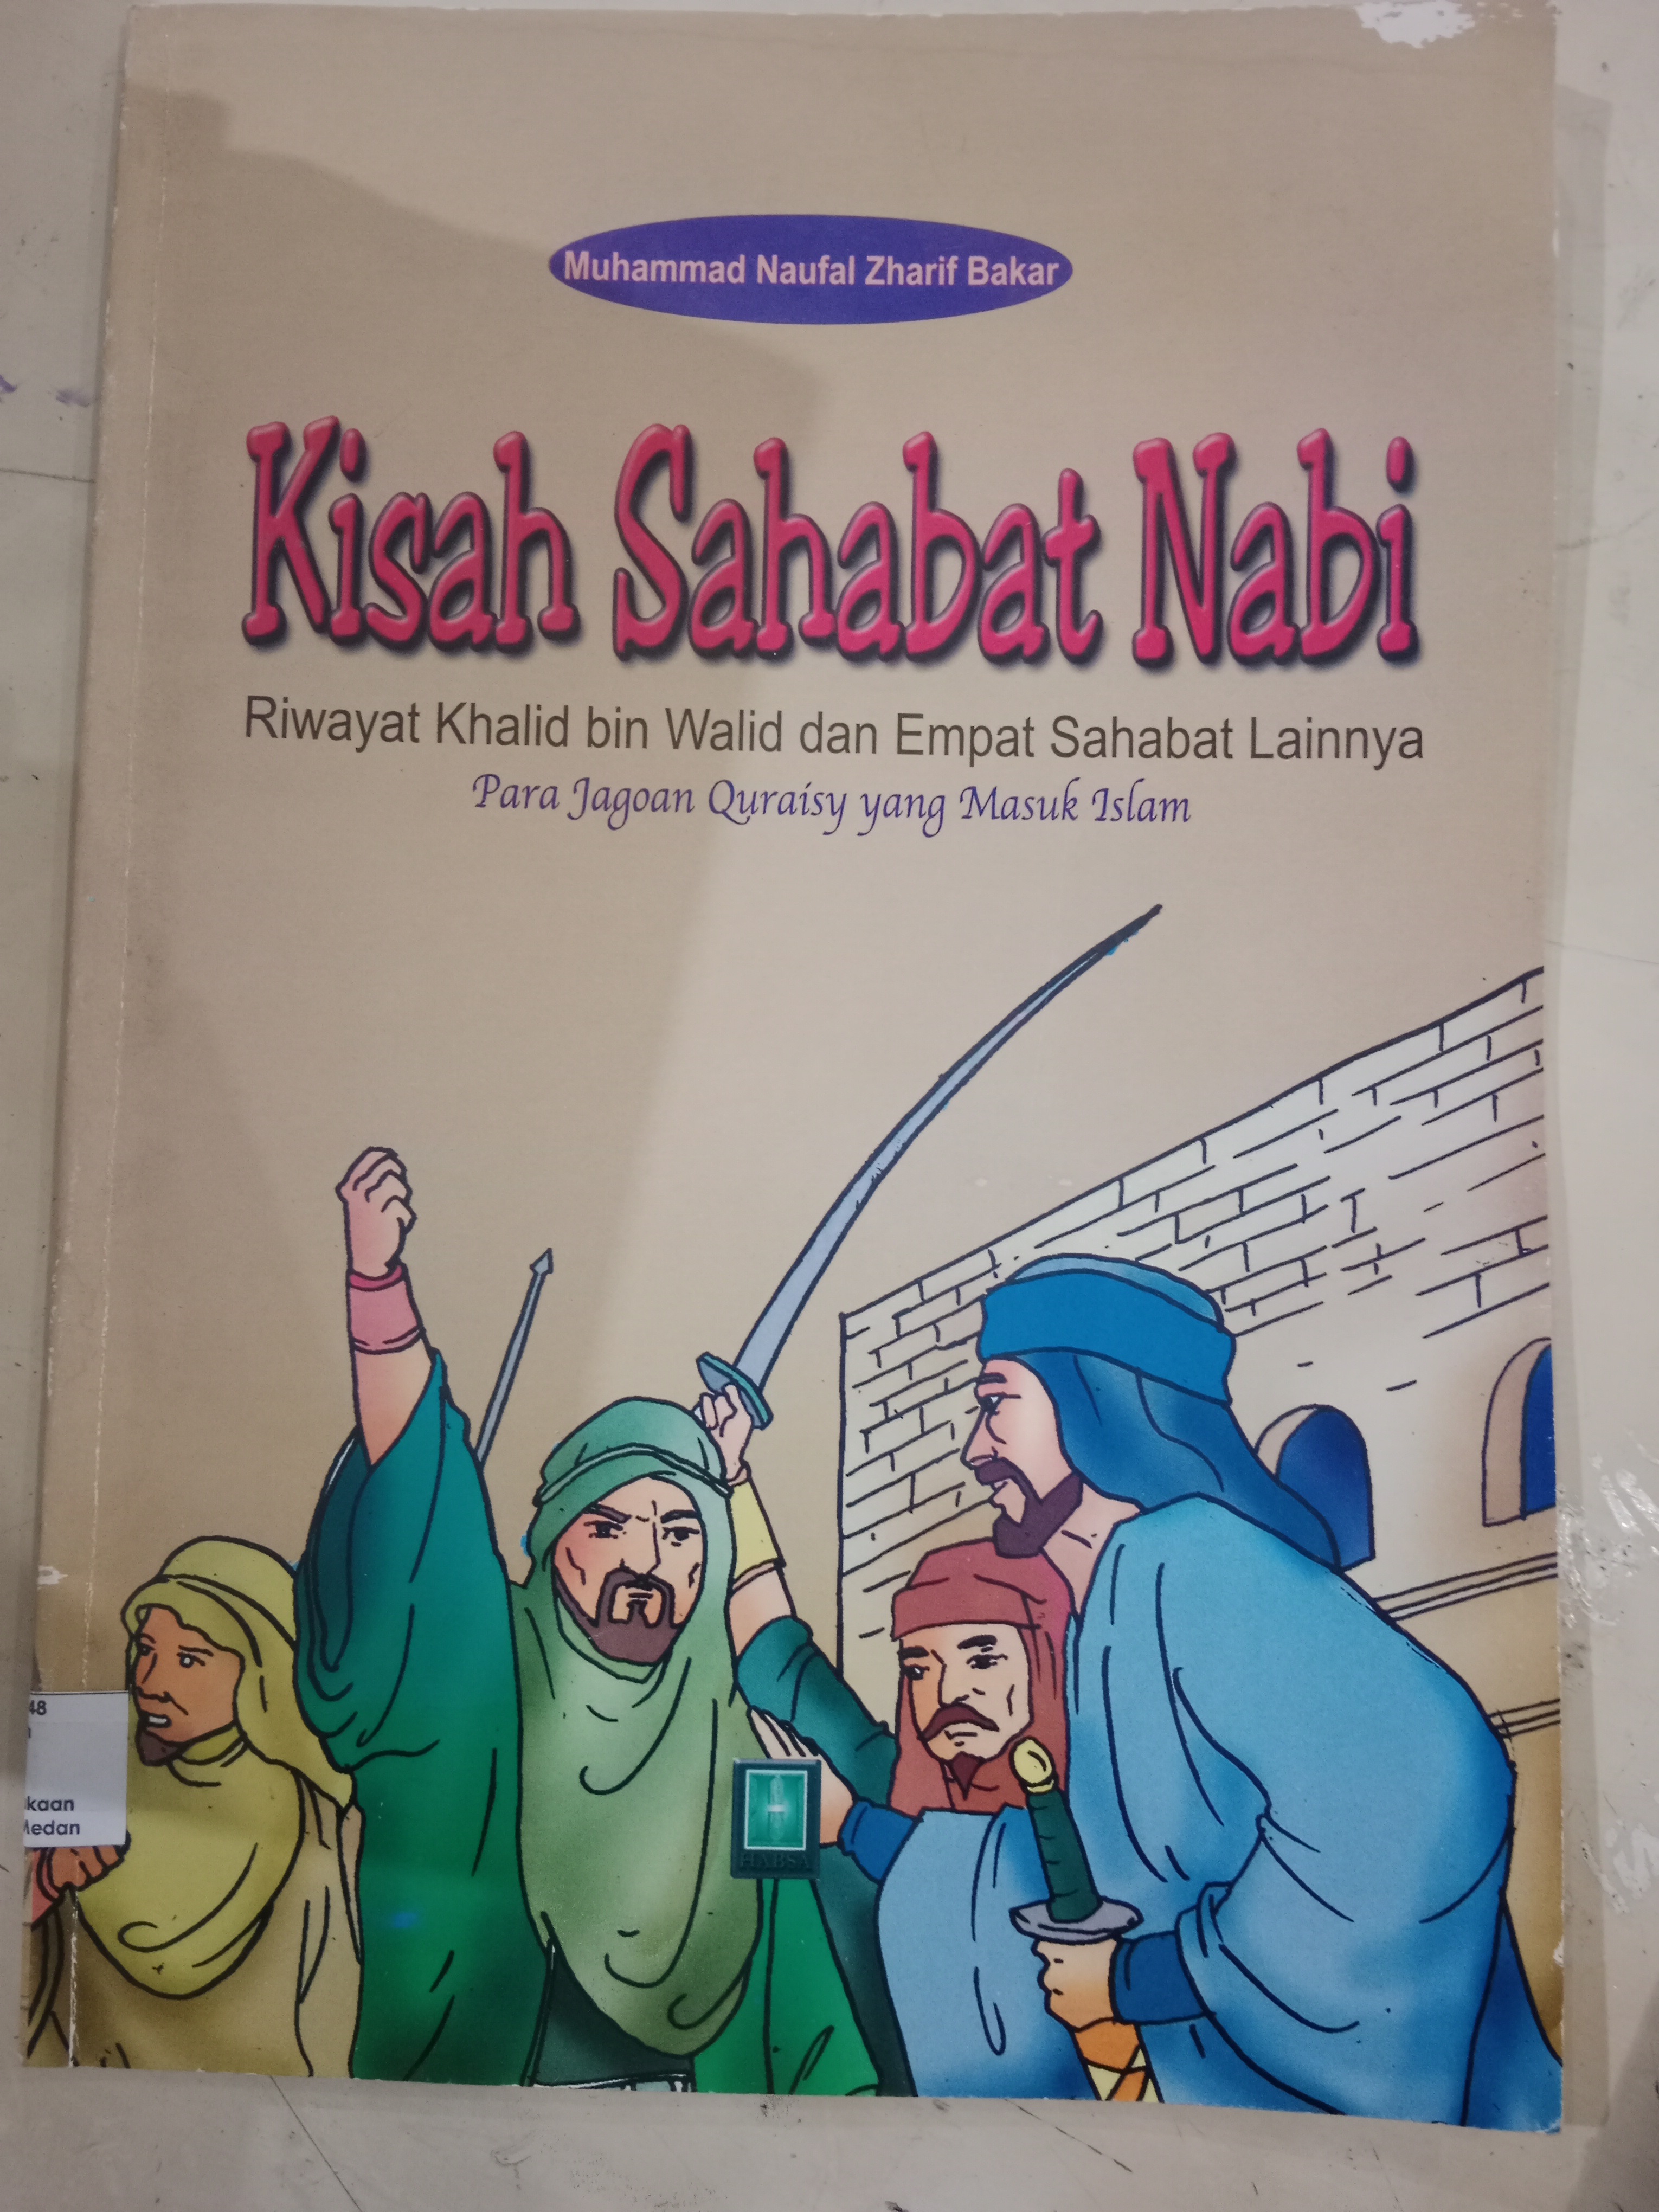 Muhammad Naufal Zharif Bakar
Kisah Sahabat Nabi
Riwayat Khalid bin Walid dan Empat Sahabat Lainnya
Para Jagoan Quraisy yang Masuk Islam
48
kaan
Medan
H
HABSA